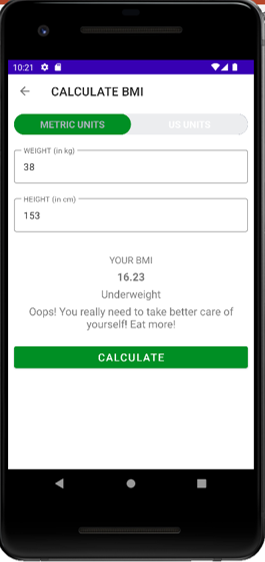 10:21
CALCULATE BMI
METRIC UNITS
US UNITS
WEIGHT (in kg)
38
HEIGHT (in cm)
153
YOUR BMI
16.23
Underweight
Oops! You really need to take better care of
yourself! Eat more!
CALCULATE